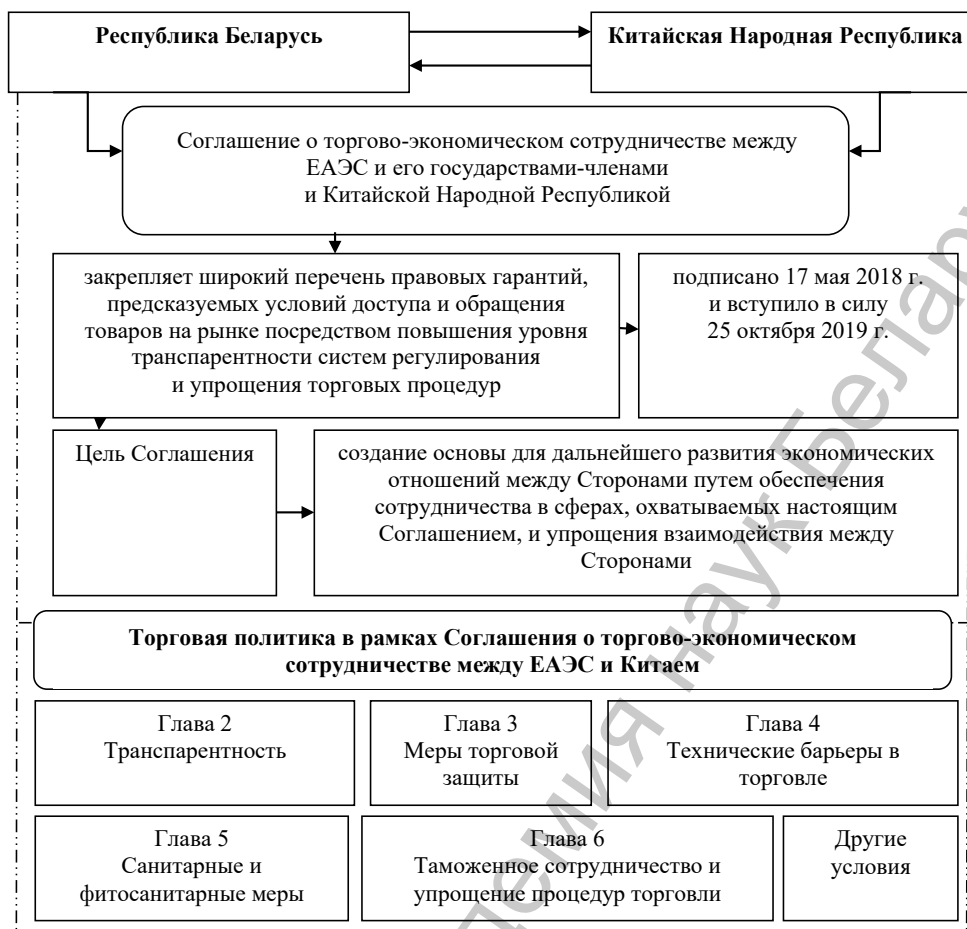 Республика Беларусь
Китайская Народная Республика
Соглашение о торгово-экономическом сотрудничестве между
ЕАЭС и его государствами-членами
и Китайской Народной Республикой
закрепляет широкий перечень правовых гарантий,
предсказуемых условий доступа и обращения
товаров на рынке посредством повышения уровня
транспарентности систем регулирования
и упрощения торговых процедур
подписано 17 мая 2018 г.
и вступило в силу
25 октября 2019 г.
Цель Соглашения
создание основы для дальнейшего развития экономических
отношений между Сторонами путем обеспечения
сотрудничества в сферах, охватываемых настоящим
Соглашением, и упрощения взаимодействия между
Сторонами
Торговая политика в рамках Соглашения о торгово-экономическом
сотрудничестве между ЕАЭС и Китаем
Глава 2
Транспарентность
Глава 3
Меры торговой
защиты
Глава 4
Технические барьеры в
торговле
Глава 5
Санитарные и
фитосанитарные меры
Глава 6
Таможенное сотрудничество и
упрощение процедур торговли
Другие
условия
наук